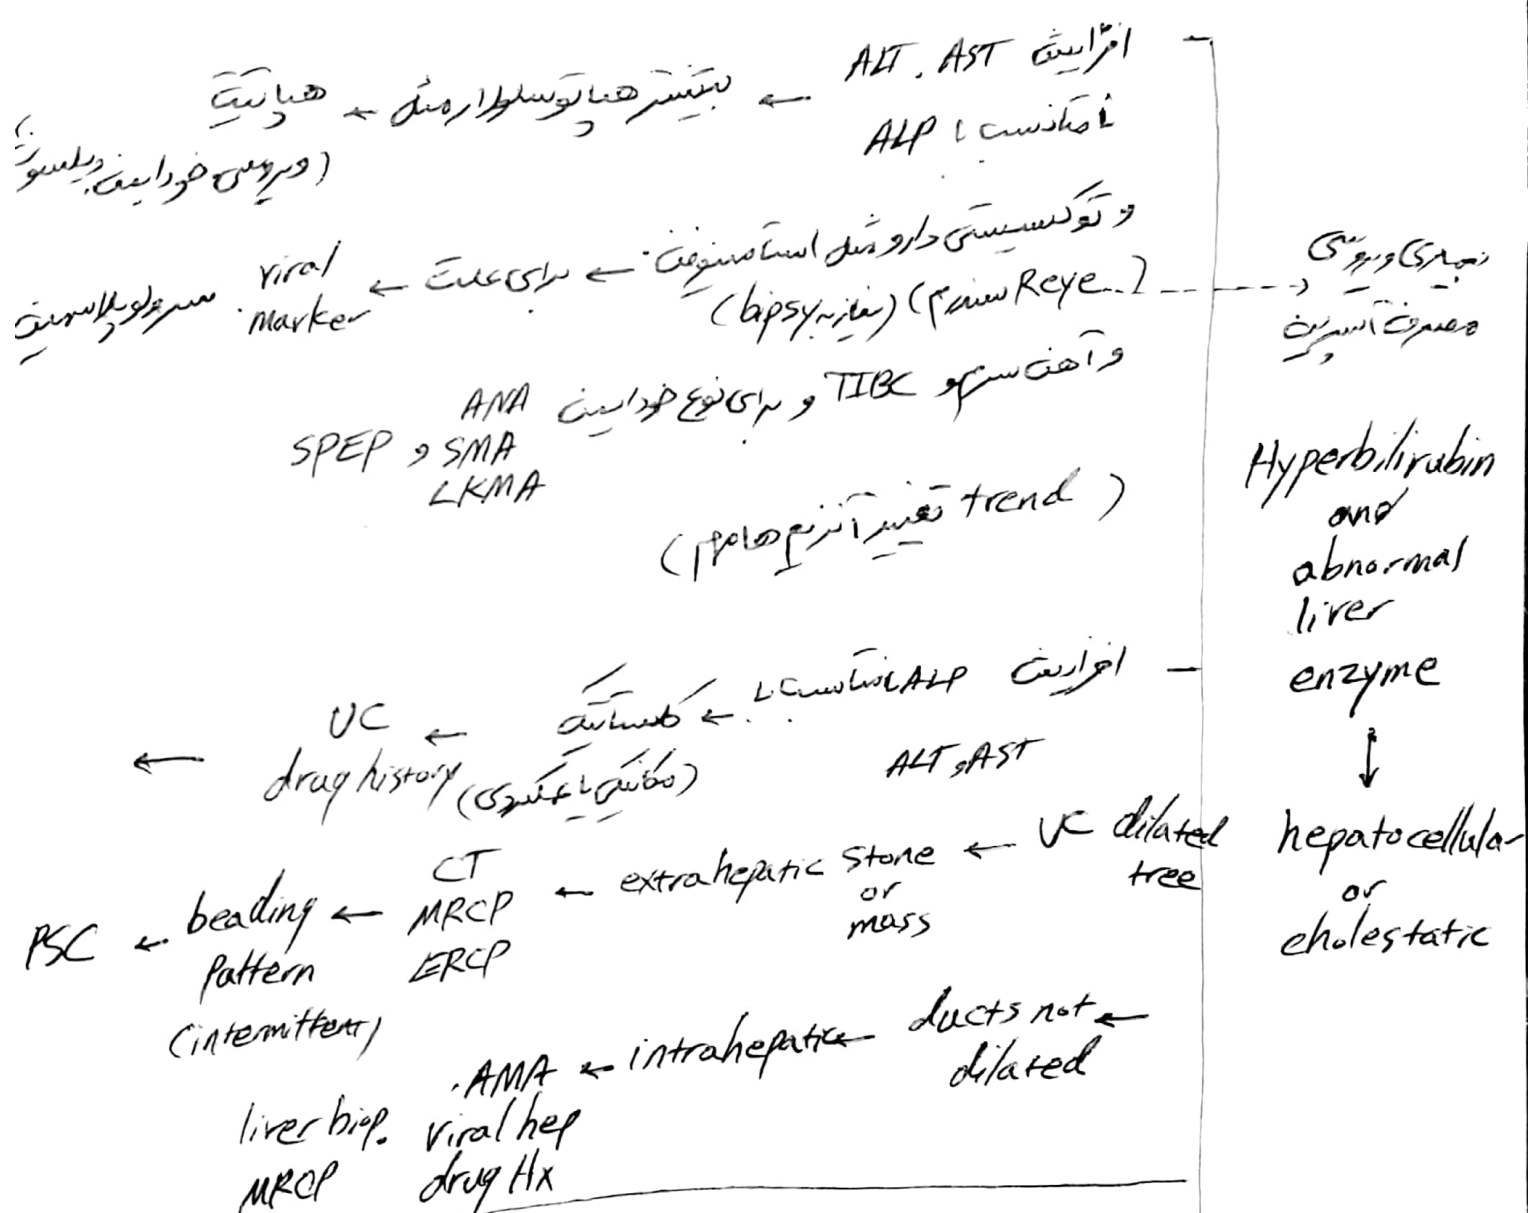 Hyperbilirubin
and
abnormal
liver
enzyme
↓
hepatocellular
or
cholestatic
افزایش ALT , AST
نامتناسب با ALP
← بیشتر هپاتوسلولار مثل ← هپاتیت
(ویروسی، خودایمن، ویلسون)
و توکسیسیتی دارو مثل استامینوفن ← برای علت ← viral marker سرولوپلاسمین
(سندرم Reye) (نیاز به bipsy)
بیماری ویروسی
مصرف آسپرین
و آهن سرم و TIBC و برای نوع خودایمن ANA
SMA و SPEP
LKMA
(trend تغییر آنزیم ها مهم)
افزایش ALP نامتناسب با
ALT و AST
← کلستاتیک ← UC ←
(مکانیکی یا عملکردی) drug history
UC dilated
tree
← extrahepatic stone
or
mass
← CT
MRCP
ERCP
← beading
pattern
(intermittent)
← PSC
← ducts not
dilated
← intrahepatic ← AMA
viral hep
drug Hx
liver biop.
MRCP